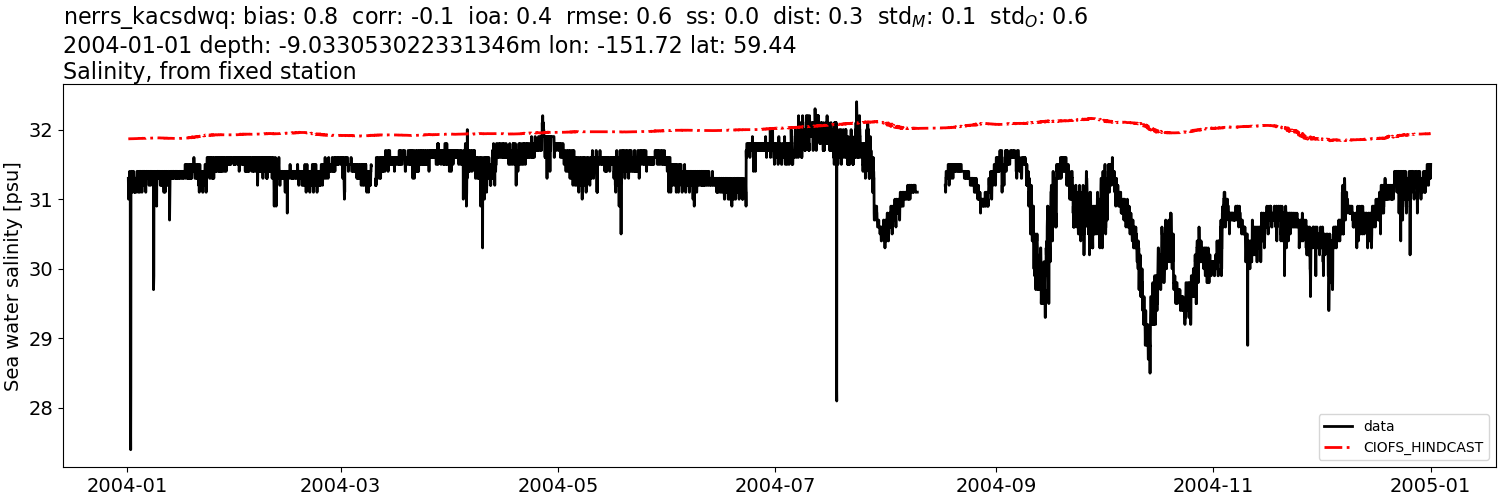 nerrs_kacsdwq: bias: 0.8 corr: -0.1 ioa: 0.4 rmse: 0.6 ss: 0.0 dist: 0.3 std_M: 0.1 std_O: 0.6
2004-01-01 depth: -9.033053022331346m lon: -151.72 lat: 59.44
Salinity, from fixed station
Sea water salinity [psu]
32
31
30
29
28
data
CIOFS_HINDCAST
2004-01
2004-03
2004-05
2004-07
2004-09
2004-11
2005-01